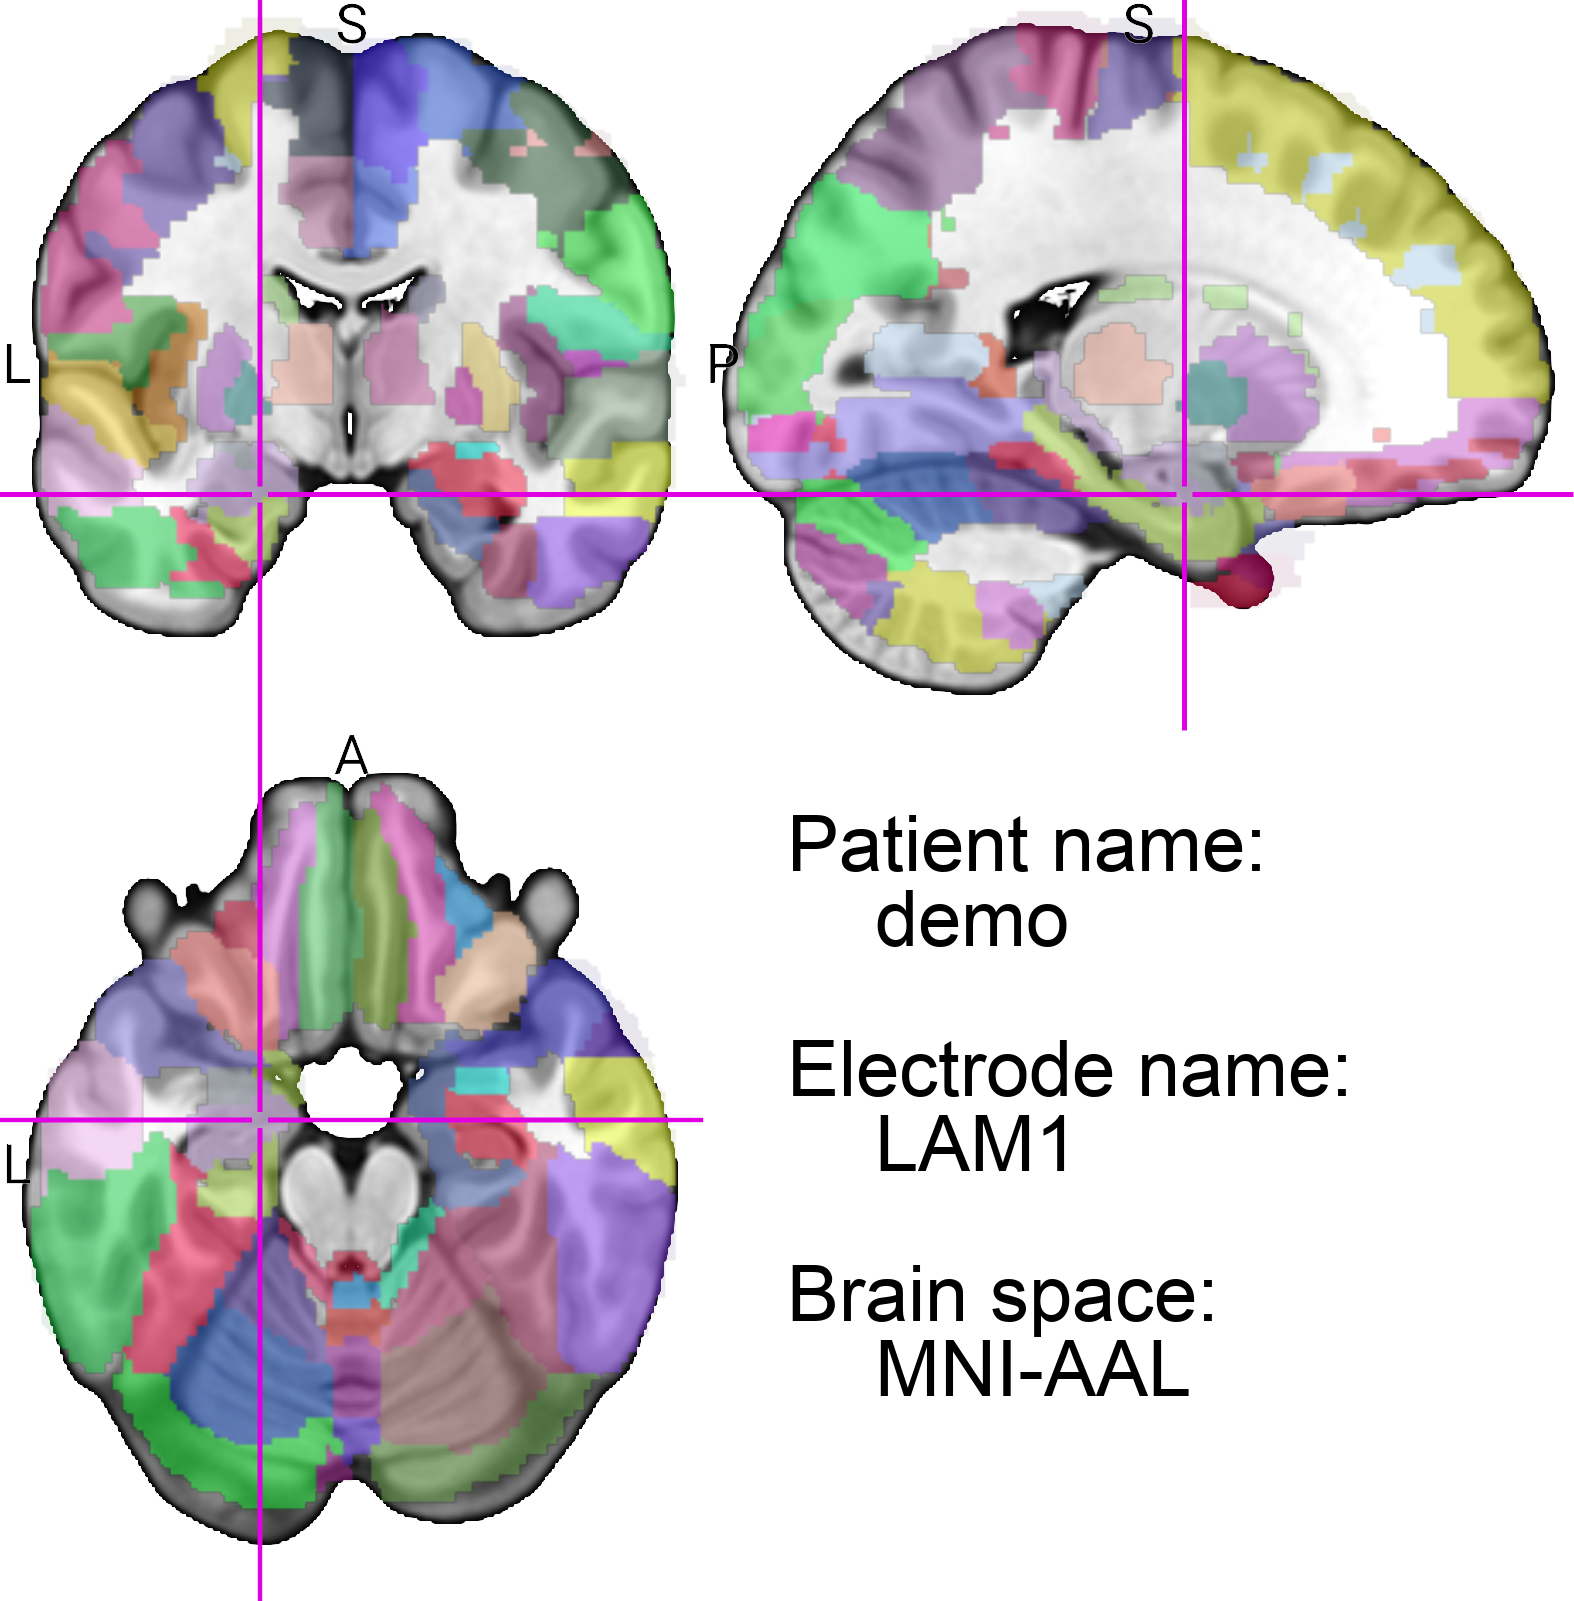 S
S
L
P
A
L
Patient name:
demo
Electrode name:
LAM1
Brain space:
MNI-AAL